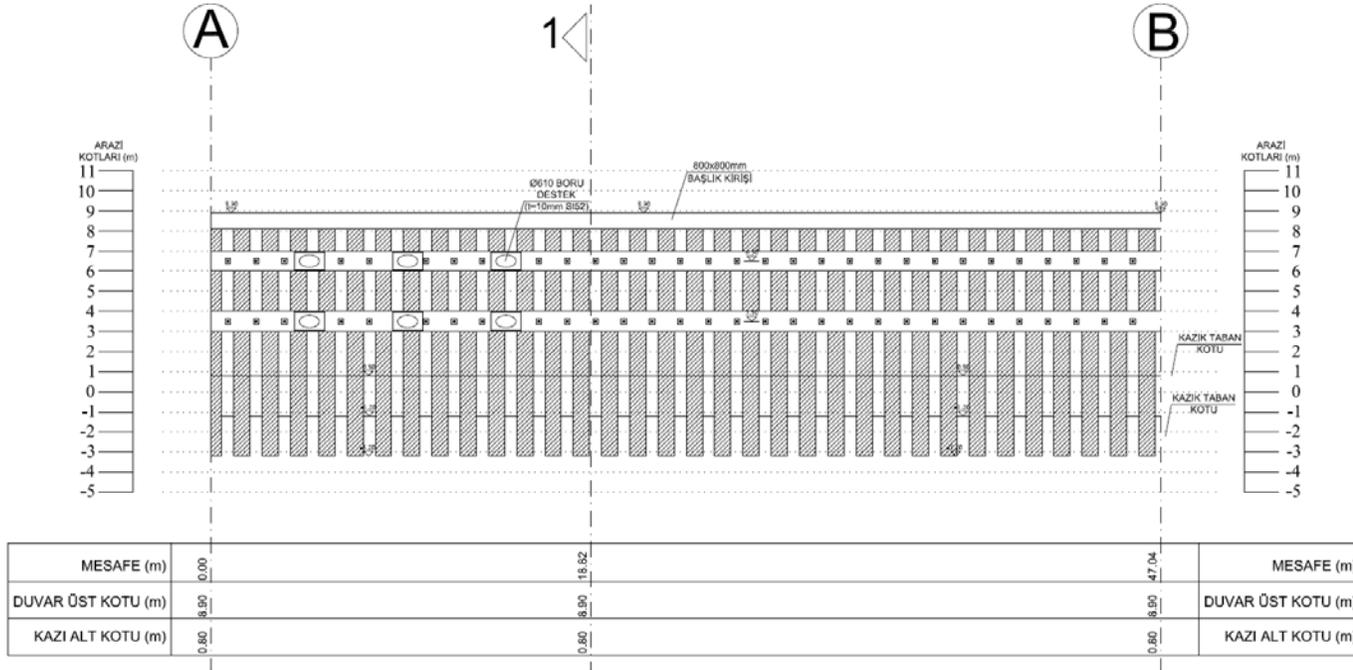 A
1
B
ARAZİ
KOTLARI (m)
11
10
9
8
7
6
5
4
3
2
1
0
-1
-2
-3
-4
-5
Ø610 BORU
DESTEK
(t=10mm St52)
800x800mm
BAŞLIK KİRİŞİ
ARAZİ
KOTLARI (m)
11
10
9
8
7
6
5
4
3
2
1
0
-1
-2
-3
-4
-5
KAZIK TABAN
KOTU
KAZIK TABAN
KOTU
MESAFE (m) 0.00 18.82 47.04 MESAFE (m
DUVAR ÜST KOTU (m) 8.90 8.90 8.90 DUVAR ÜST KOTU (m)
KAZI ALT KOTU (m) 0.80 0.80 0.80 KAZI ALT KOTU (m)